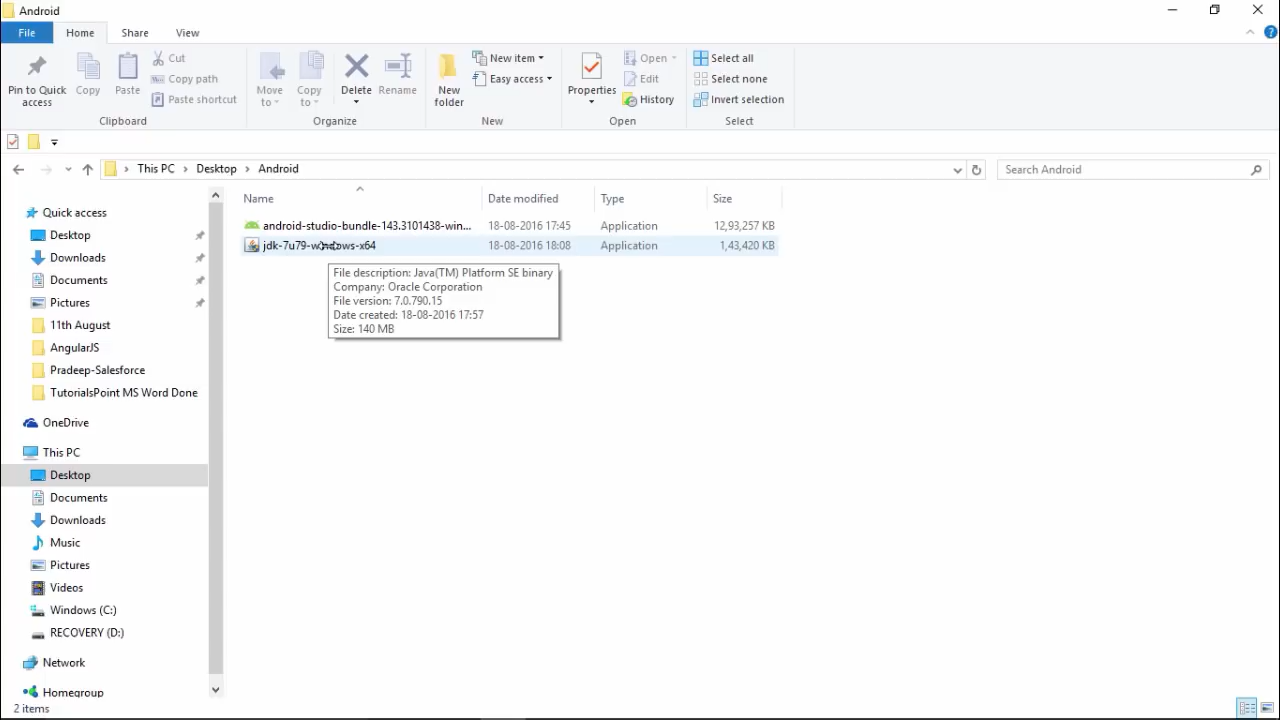 Android
File Home Share View
Pin to Quick access
Copy
Paste
Cut
Copy path
Paste shortcut
Clipboard
Move to
Copy to
Delete
Rename
Organize
New folder
New item
Easy access
New
Properties
Open
Edit
History
Open
Select all
Select none
Invert selection
Select
This PC > Desktop > Android
Search Android
Name Date modified Type Size
android-studio-bundle-143.3101438-win... 18-08-2016 17:45 Application 12,93,257 KB
jdk-7u79-windows-x64 18-08-2016 18:08 Application 1,43,420 KB
File description: Java(TM) Platform SE binary
Company: Oracle Corporation
File version: 7.0.790.15
Date created: 18-08-2016 17:57
Size: 140 MB
Quick access
Desktop
Downloads
Documents
Pictures
11th August
AngularJS
Pradeep-Salesforce
TutorialsPoint MS Word Done
OneDrive
This PC
Desktop
Documents
Downloads
Music
Pictures
Videos
Windows (C:)
RECOVERY (D:)
Network
Homegroup
2 items